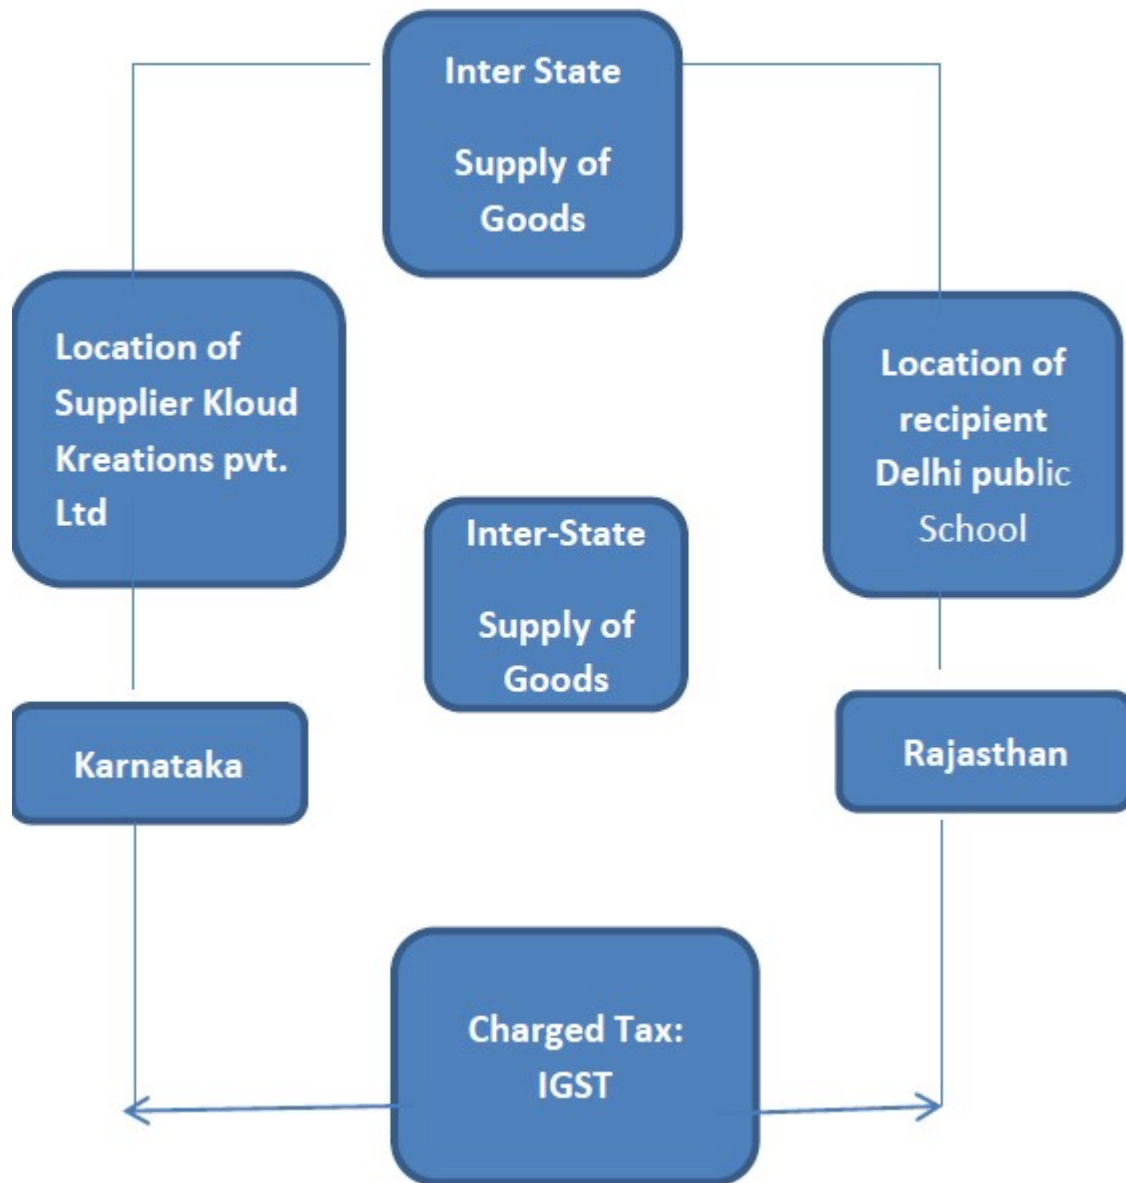 Inter State
Supply of
Goods
Location of
Supplier Kloud
Kreations pvt.
Ltd
Location of
recipient
Delhi public
School
Inter-State
Supply of
Goods
Karnataka
Rajasthan
Charged Tax:
IGST